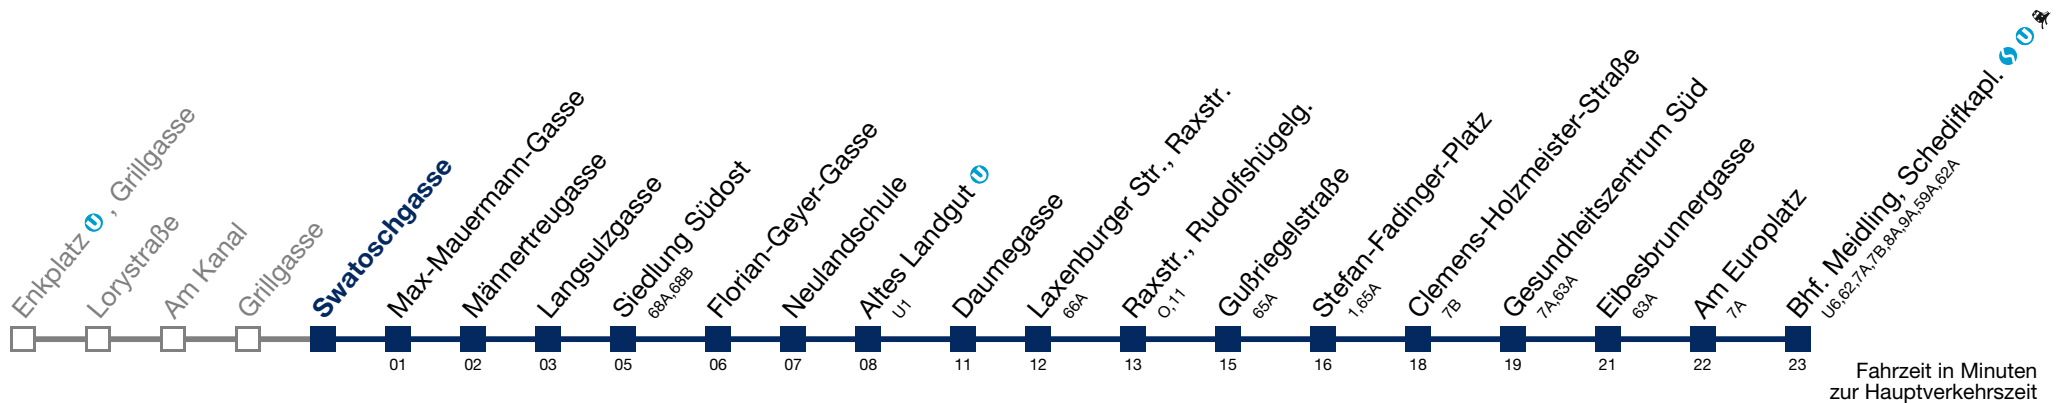 Enkplatz U , Grillgasse
Lorystraße
Am Kanal
Grillgasse
Swatoschgasse
Max-Mauermann-Gasse
Männertreugasse
Langsulzgasse
Siedlung Südost
68A,68B
Florian-Geyer-Gasse
Neulandschule
Altes Landgut U
U1
Daumegasse
Laxenburger Str., Raxstr.
66A
Raxstr., Rudolfshügelg.
O,11
Gußriegelstraße
65A
Stefan-Fadinger-Platz
1,65A
Clemens-Holzmeister-Straße
7B
Gesundheitszentrum Süd
7A,63A
Eibesbrunnergasse
63A
Am Europlatz
7A
Bhf. Meidling, Schedifkapl. S U
U6,62,7A,7B,8A,9A,59A,62A
01 02 03 05 06 07 08 11 12 13 15 16 18 19 21 22 23
Fahrzeit in Minuten
zur Hauptverkehrszeit